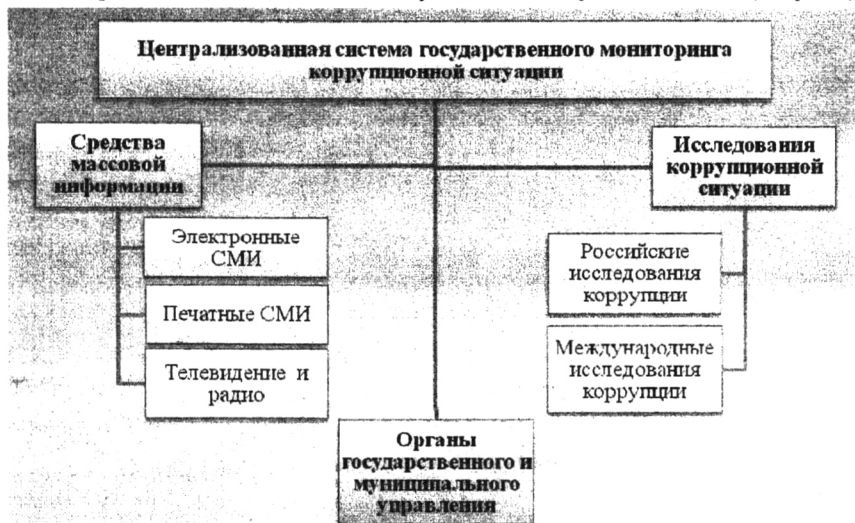 Централизованная система государственного мониторинга
коррупционной ситуации
Средства
массовой
информации
Электронные
СМИ
Печатные СМИ
Телевидение и
радио
Исследования
коррупционной
ситуации
Российские
исследования
коррупции
Международные
исследования
коррупции
Органы
государственного и
муниципального
управления